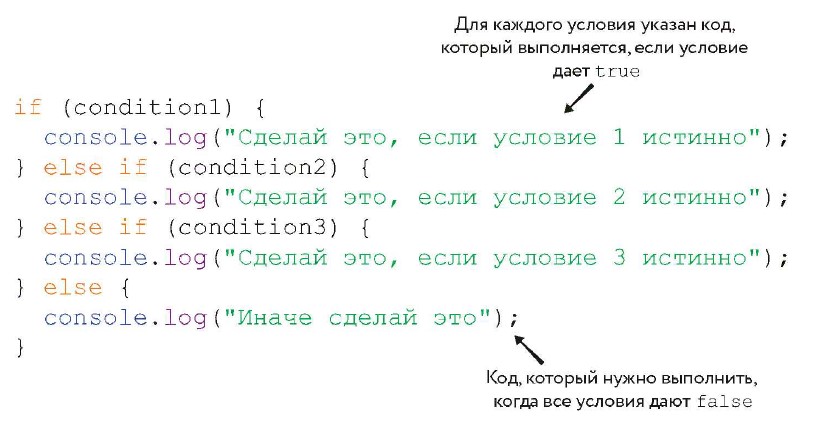 Для каждого условия указан код,
который выполняется, если условие
дает true
if (condition1) {
  console.log("Сделай это, если условие 1 истинно");
} else if (condition2) {
  console.log("Сделай это, если условие 2 истинно");
} else if (condition3) {
  console.log("Сделай это, если условие 3 истинно");
} else {
  console.log("Иначе сделай это");
}
Код, который нужно выполнить,
когда все условия дают false